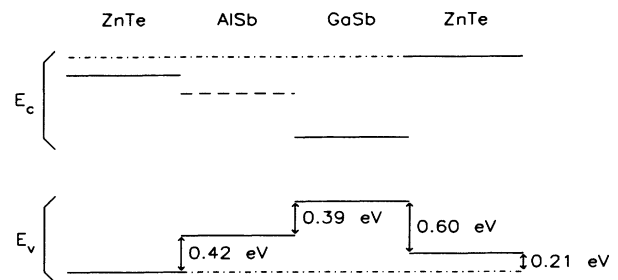 ZnTe AlSb GaSb ZnTe
E_c
E_v
0.42 eV
0.39 eV
0.60 eV
0.21 eV